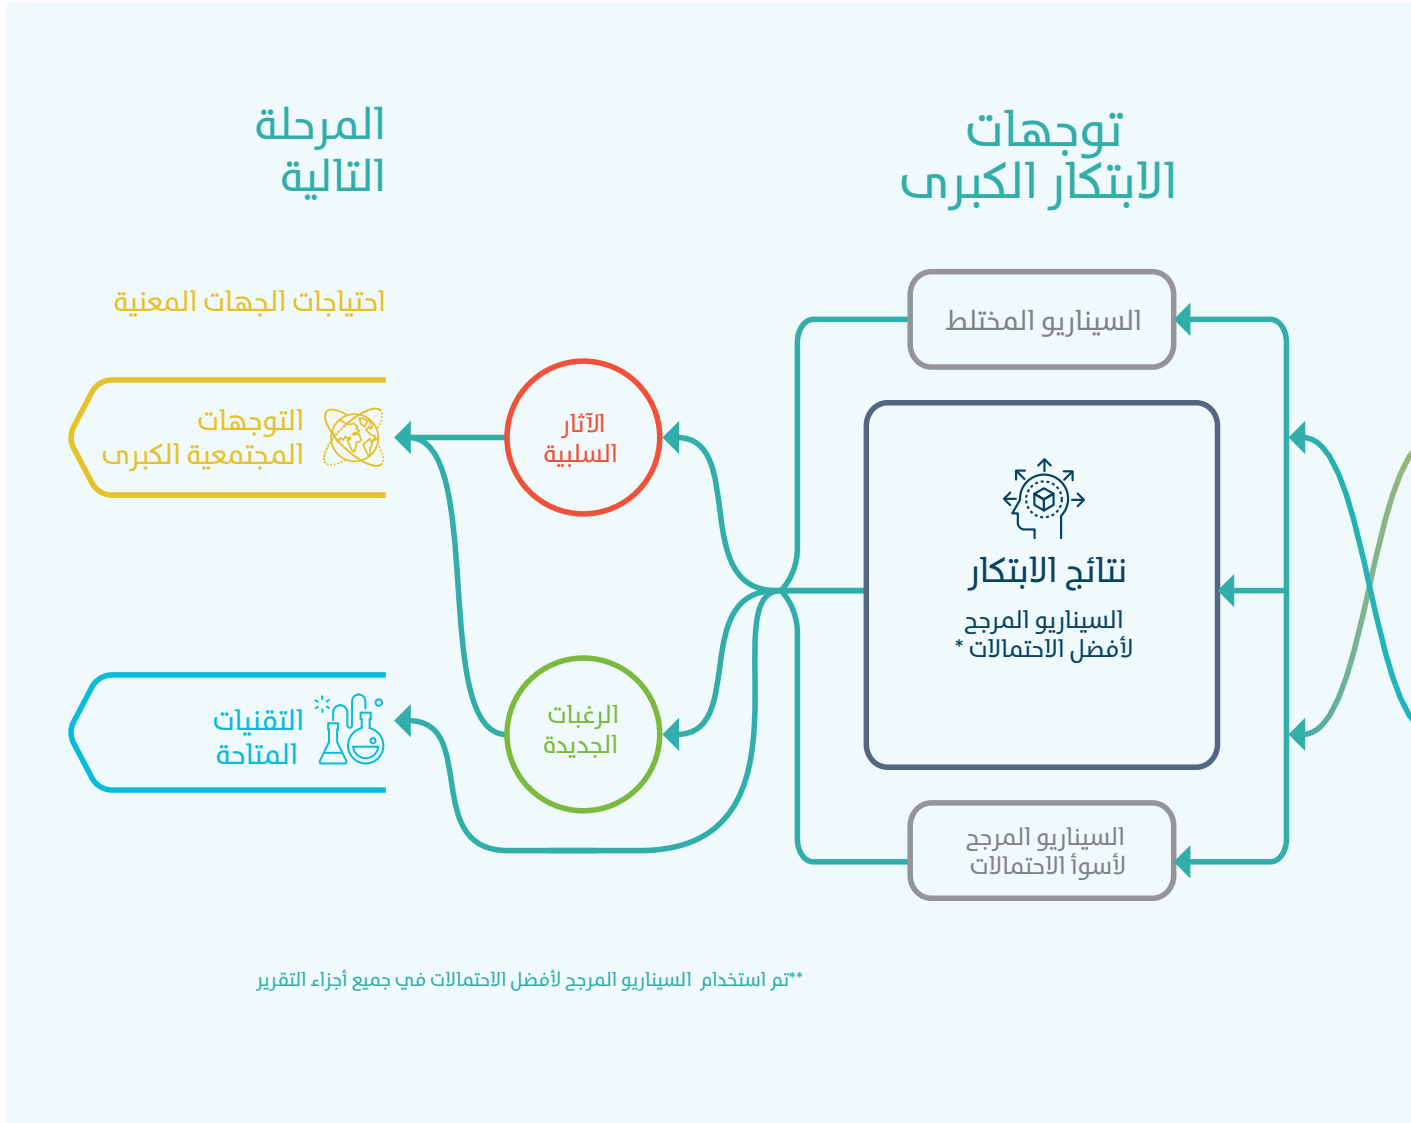 توجهات
الابتكار الكبرى
السيناريو المختلط
نتائج الابتكار
السيناريو المرجح
لأفضل الاحتمالات *
السيناريو المرجح
لأسوأ الاحتمالات
الآثار
السلبية
الرغبات
الجديدة
المرحلة
التالية
احتياجات الجهات المعنية
التوجهات
المجتمعية الكبرى
التقنيات
المتاحة
**تم استخدام السيناريو المرجح لأفضل الاحتمالات في جميع أجزاء التقرير